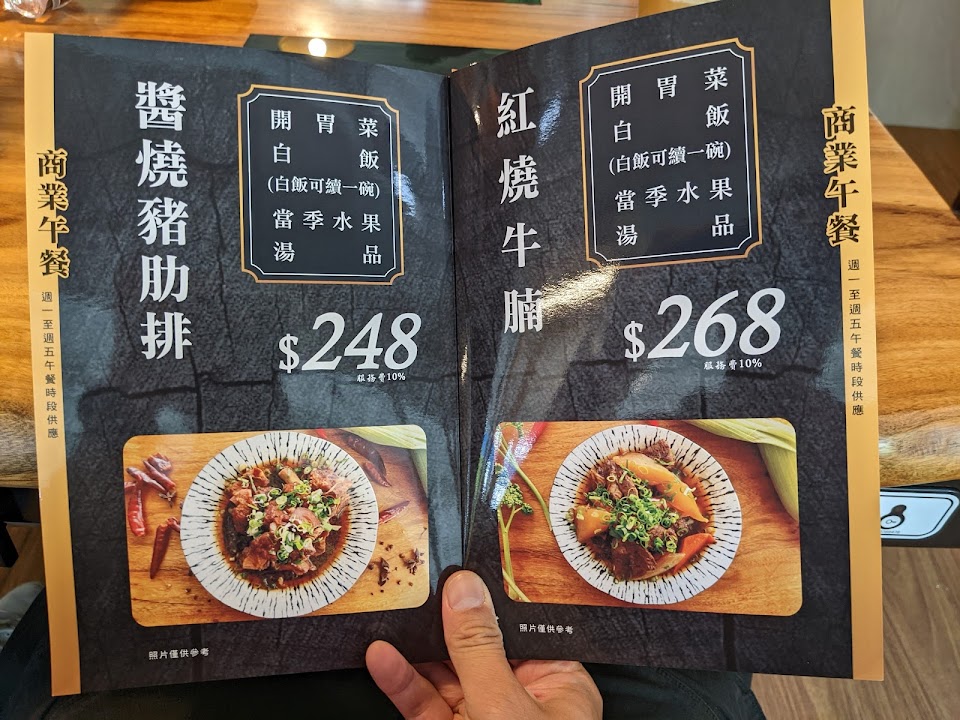 商業午餐
週一至週五午餐時段供應
醬燒豬肋排
開胃菜
白飯
(白飯可續一碗)
當季水果
湯品
$248
服務費10%
照片僅供參考
紅燒牛腩
開胃菜
白飯
(白飯可續一碗)
當季水果
湯品
$268
服務費10%
照片僅供參考
商業午餐
週一至週五午餐時段供應